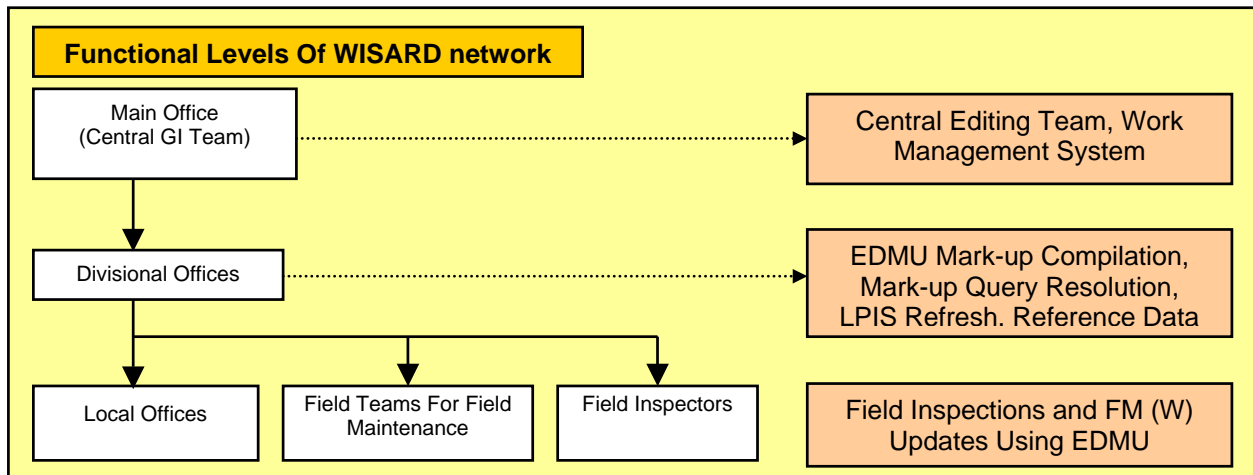 Functional Levels Of WISARD network
Main Office
(Central GI Team)
Central Editing Team, Work
Management System
Divisional Offices
EDMU Mark-up Compilation,
Mark-up Query Resolution,
LPIS Refresh. Reference Data
Local Offices
Field Teams For Field
Maintenance
Field Inspectors
Field Inspections and FM (W)
Updates Using EDMU